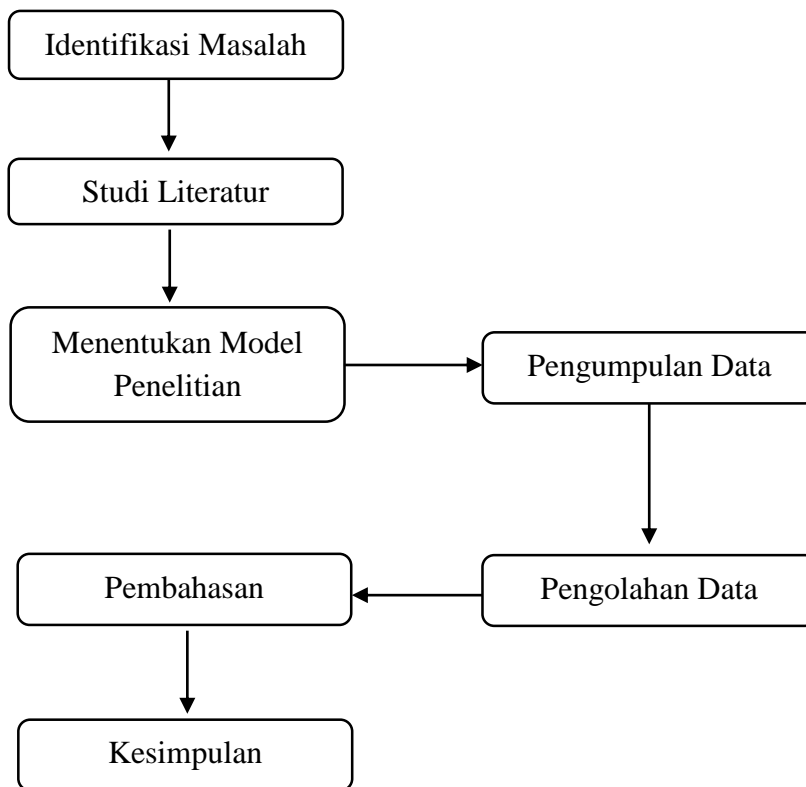 Identifikasi Masalah
Studi Literatur
Menentukan Model
Penelitian
Pengumpulan Data
Pengolahan Data
Pembahasan
Kesimpulan